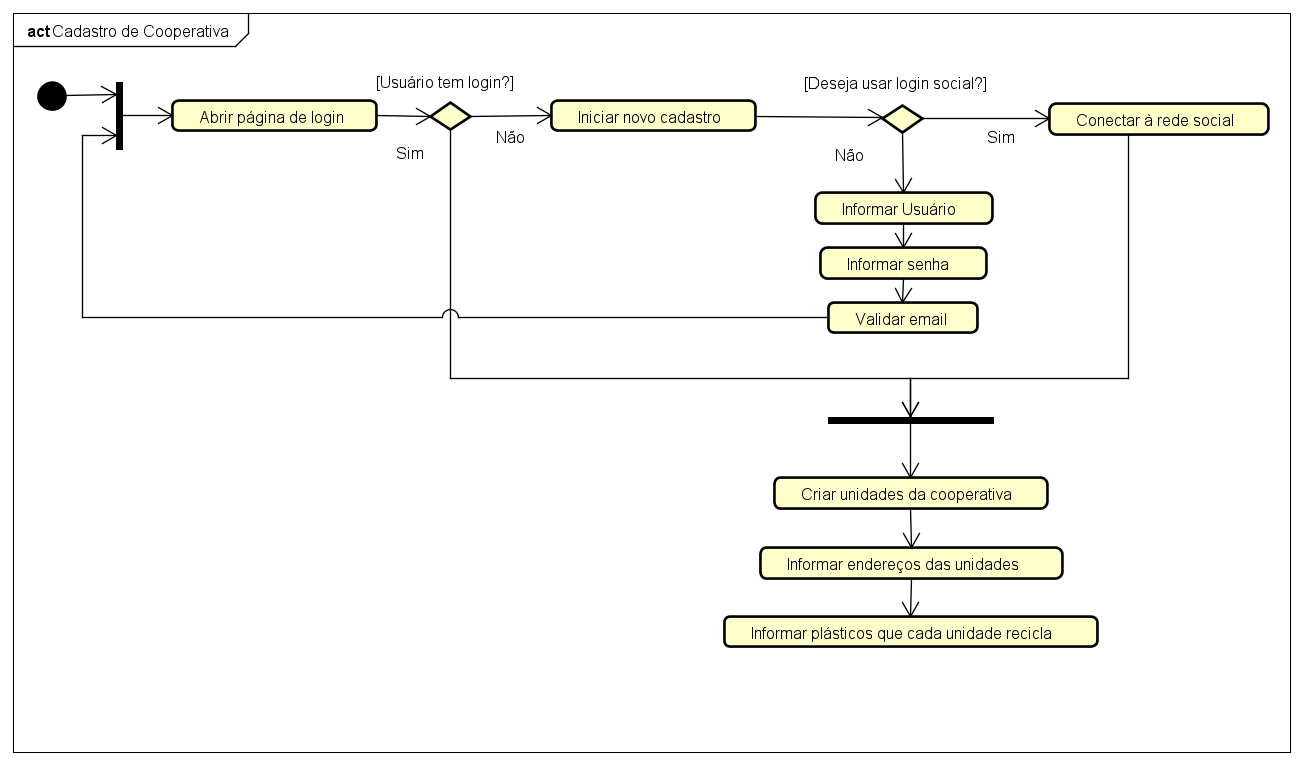 act Cadastro de Cooperativa
[Usuário tem login?]
[Deseja usar login social?]
Abrir página de login
Iniciar novo cadastro
Conectar à rede social
Sim
Não
Não
Sim
Informar Usuário
Informar senha
Validar email
Criar unidades da cooperativa
Informar endereços das unidades
Informar plásticos que cada unidade recicla